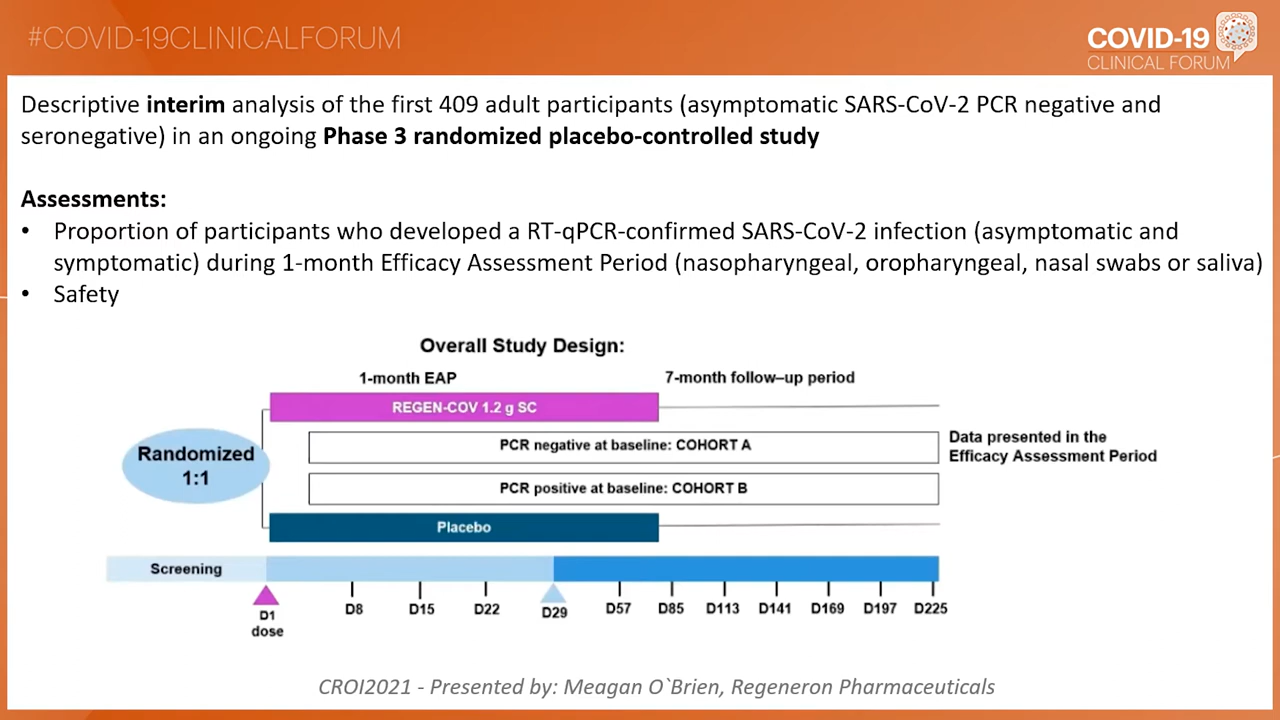 #COVID-19CLINICALFORUM
COVID-19
CLINICAL FORUM
Descriptive interim analysis of the first 409 adult participants (asymptomatic SARS-CoV-2 PCR negative and
seronegative) in an ongoing Phase 3 randomized placebo-controlled study
Assessments:
• Proportion of participants who developed a RT-qPCR-confirmed SARS-CoV-2 infection (asymptomatic and
symptomatic) during 1-month Efficacy Assessment Period (nasopharyngeal, oropharyngeal, nasal swabs or saliva)
• Safety
Overall Study Design:
1-month EAP
7-month follow–up period
REGEN-COV 1.2 g SC
Randomized
1:1
PCR negative at baseline: COHORT A
PCR positive at baseline: COHORT B
Data presented in the
Efficacy Assessment Period
Placebo
Screening
D1
dose
D8
D15
D22
D29
D57
D85
D113
D141
D169
D197
D225
CROI2021 - Presented by: Meagan O`Brien, Regeneron Pharmaceuticals